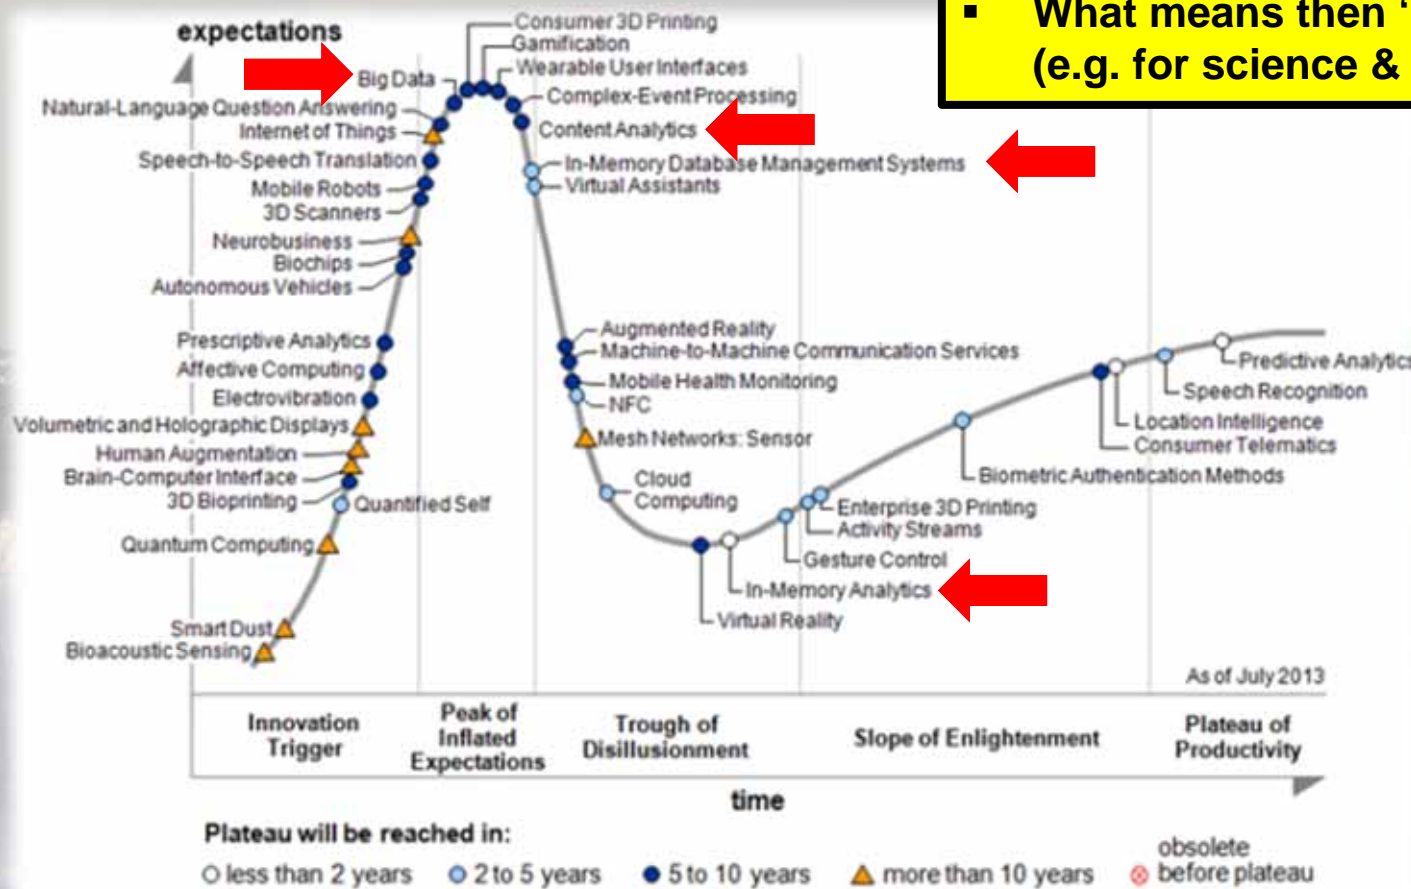 ▪ What means then ‘
(e.g. for science &
expectations
Consumer 3D Printing
Gamification
Wearable User Interfaces
Big Data
Complex-Event Processing
Natural-Language Question Answering
Content Analytics
Internet of Things
Speech-to-Speech Translation
In-Memory Database Management Systems
Virtual Assistants
Mobile Robots
3D Scanners
Neurobusiness
Biochips
Autonomous Vehicles
Augmented Reality
Prescriptive Analytics
Machine-to-Machine Communication Services
Affective Computing
Mobile Health Monitoring
Electrovibration
NFC
Volumetric and Holographic Displays
Mesh Networks: Sensor
Human Augmentation
Brain-Computer Interface
3D Bioprinting
Quantified Self
Cloud
Computing
Quantum Computing
Smart Dust
Bioacoustic Sensing
Predictive Analytics
Speech Recognition
Location Intelligence
Consumer Telematics
Biometric Authentication Methods
Enterprise 3D Printing
Activity Streams
Gesture Control
In-Memory Analytics
Virtual Reality
As of July 2013
Innovation
Trigger
Peak of
Inflated
Expectations
Trough of
Disillusionment
Slope of Enlightenment
Plateau of
Productivity
time
Plateau will be reached in:
less than 2 years
2 to 5 years
5 to 10 years
more than 10 years
obsolete
before plateau